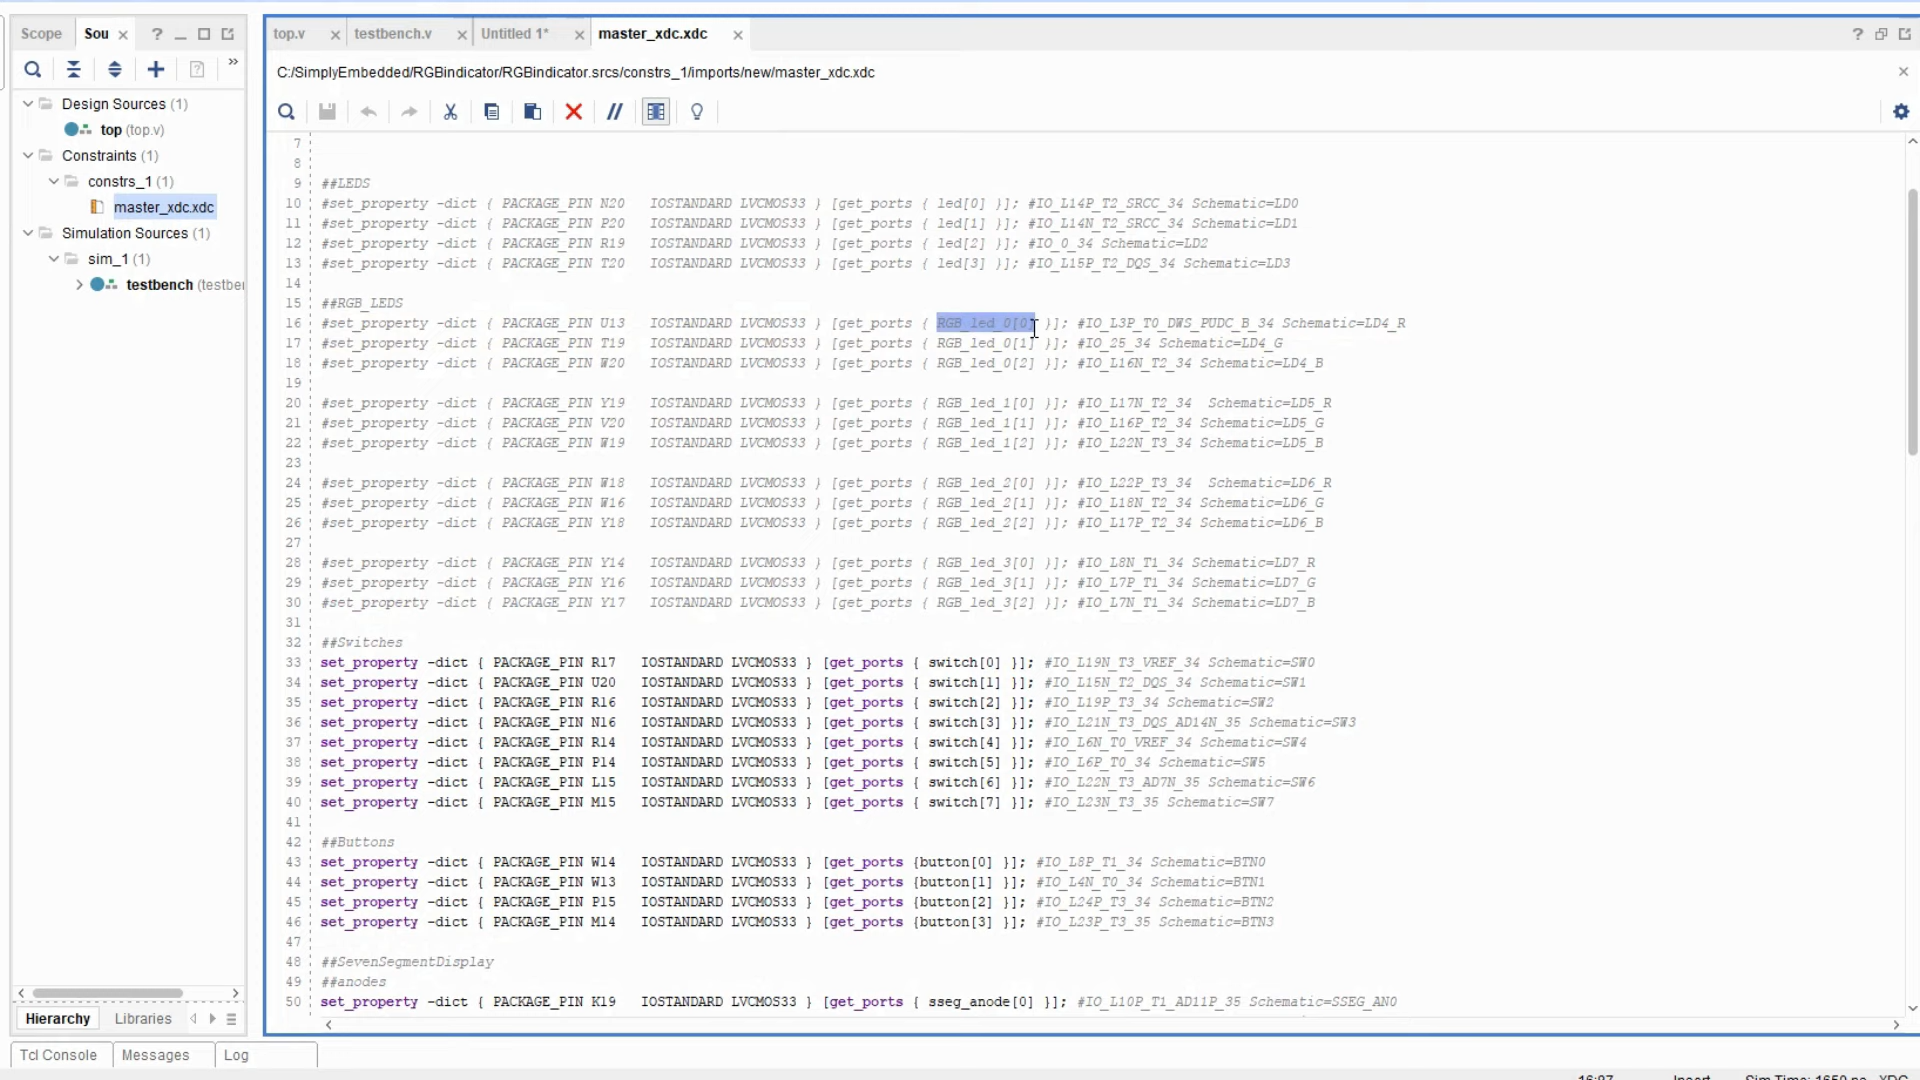 Scope Sou
top.v testbench.v Untitled 1* master_xdc.xdc
C:/SimplyEmbedded/RGBindicator/RGBindicator.srcs/constrs_1/imports/new/master_xdc.xdc
Design Sources (1)
top (top.v)
Constraints (1)
constrs_1 (1)
master_xdc.xdc
Simulation Sources (1)
sim_1 (1)
testbench (testbe
7
8
9 ##LEDS
10 #set_property -dict { PACKAGE_PIN N20 IOSTANDARD LVCMOS33 } [get_ports { led[0] }]; #IO_L14P_T2_SRCC_34 Schematic=LD0
11 #set_property -dict { PACKAGE_PIN P20 IOSTANDARD LVCMOS33 } [get_ports { led[1] }]; #IO_L14N_T2_SRCC_34 Schematic=LD1
12 #set_property -dict { PACKAGE_PIN R19 IOSTANDARD LVCMOS33 } [get_ports { led[2] }]; #IO_0_34 Schematic=LD2
13 #set_property -dict { PACKAGE_PIN T20 IOSTANDARD LVCMOS33 } [get_ports { led[3] }]; #IO_L15P_T2_DQS_34 Schematic=LD3
14
15 ##RGB_LEDS
16 #set_property -dict { PACKAGE_PIN U13 IOSTANDARD LVCMOS33 } [get_ports { RGB_led_0[0] }]; #IO_L3P_T0_DWS_PUDC_B_34 Schematic=LD4_R
17 #set_property -dict { PACKAGE_PIN T19 IOSTANDARD LVCMOS33 } [get_ports { RGB_led_0[1] }]; #IO_25_34 Schematic=LD4_G
18 #set_property -dict { PACKAGE_PIN W20 IOSTANDARD LVCMOS33 } [get_ports { RGB_led_0[2] }]; #IO_L16N_T2_34 Schematic=LD4_B
19
20 #set_property -dict { PACKAGE_PIN Y19 IOSTANDARD LVCMOS33 } [get_ports { RGB_led_1[0] }]; #IO_L17N_T2_34 Schematic=LD5_R
21 #set_property -dict { PACKAGE_PIN V20 IOSTANDARD LVCMOS33 } [get_ports { RGB_led_1[1] }]; #IO_L16P_T2_34 Schematic=LD5_G
22 #set_property -dict { PACKAGE_PIN W19 IOSTANDARD LVCMOS33 } [get_ports { RGB_led_1[2] }]; #IO_L22N_T3_34 Schematic=LD5_B
23
24 #set_property -dict { PACKAGE_PIN W18 IOSTANDARD LVCMOS33 } [get_ports { RGB_led_2[0] }]; #IO_L22P_T3_34 Schematic=LD6_R
25 #set_property -dict { PACKAGE_PIN W16 IOSTANDARD LVCMOS33 } [get_ports { RGB_led_2[1] }]; #IO_L18N_T2_34 Schematic=LD6_G
26 #set_property -dict { PACKAGE_PIN Y18 IOSTANDARD LVCMOS33 } [get_ports { RGB_led_2[2] }]; #IO_L17P_T2_34 Schematic=LD6_B
27
28 #set_property -dict { PACKAGE_PIN Y14 IOSTANDARD LVCMOS33 } [get_ports { RGB_led_3[0] }]; #IO_L8N_T1_34 Schematic=LD7_R
29 #set_property -dict { PACKAGE_PIN Y16 IOSTANDARD LVCMOS33 } [get_ports { RGB_led_3[1] }]; #IO_L7P_T1_34 Schematic=LD7_G
30 #set_property -dict { PACKAGE_PIN Y17 IOSTANDARD LVCMOS33 } [get_ports { RGB_led_3[2] }]; #IO_L7N_T1_34 Schematic=LD7_B
31
32 ##Switches
33 set_property -dict { PACKAGE_PIN R17 IOSTANDARD LVCMOS33 } [get_ports { switch[0] }]; #IO_L19N_T3_VREF_34 Schematic=SW0
34 set_property -dict { PACKAGE_PIN U20 IOSTANDARD LVCMOS33 } [get_ports { switch[1] }]; #IO_L15N_T2_DQS_34 Schematic=SW1
35 set_property -dict { PACKAGE_PIN R16 IOSTANDARD LVCMOS33 } [get_ports { switch[2] }]; #IO_L19P_T3_34 Schematic=SW2
36 set_property -dict { PACKAGE_PIN N16 IOSTANDARD LVCMOS33 } [get_ports { switch[3] }]; #IO_L21N_T3_DQS_AD14N_35 Schematic=SW3
37 set_property -dict { PACKAGE_PIN R14 IOSTANDARD LVCMOS33 } [get_ports { switch[4] }]; #IO_L6N_T0_VREF_34 Schematic=SW4
38 set_property -dict { PACKAGE_PIN P14 IOSTANDARD LVCMOS33 } [get_ports { switch[5] }]; #IO_L6P_T0_34 Schematic=SW5
39 set_property -dict { PACKAGE_PIN L15 IOSTANDARD LVCMOS33 } [get_ports { switch[6] }]; #IO_L22N_T3_AD7N_35 Schematic=SW6
40 set_property -dict { PACKAGE_PIN M15 IOSTANDARD LVCMOS33 } [get_ports { switch[7] }]; #IO_L23N_T3_35 Schematic=SW7
41
42 ##Buttons
43 set_property -dict { PACKAGE_PIN W14 IOSTANDARD LVCMOS33 } [get_ports {button[0] }]; #IO_L8P_T1_34 Schematic=BTN0
44 set_property -dict { PACKAGE_PIN W13 IOSTANDARD LVCMOS33 } [get_ports {button[1] }]; #IO_L4N_T0_34 Schematic=BTN1
45 set_property -dict { PACKAGE_PIN P15 IOSTANDARD LVCMOS33 } [get_ports {button[2] }]; #IO_L24P_T3_34 Schematic=BTN2
46 set_property -dict { PACKAGE_PIN M14 IOSTANDARD LVCMOS33 } [get_ports {button[3] }]; #IO_L23P_T3_35 Schematic=BTN3
47
48 ##SevenSegmentDisplay
49 ##anodes
50 set_property -dict { PACKAGE_PIN K19 IOSTANDARD LVCMOS33 } [get_ports { sseg_anode[0] }]; #IO_L10P_T1_AD11P_35 Schematic=SSEG_AN0
Hierarchy Libraries
Tcl Console Messages Log